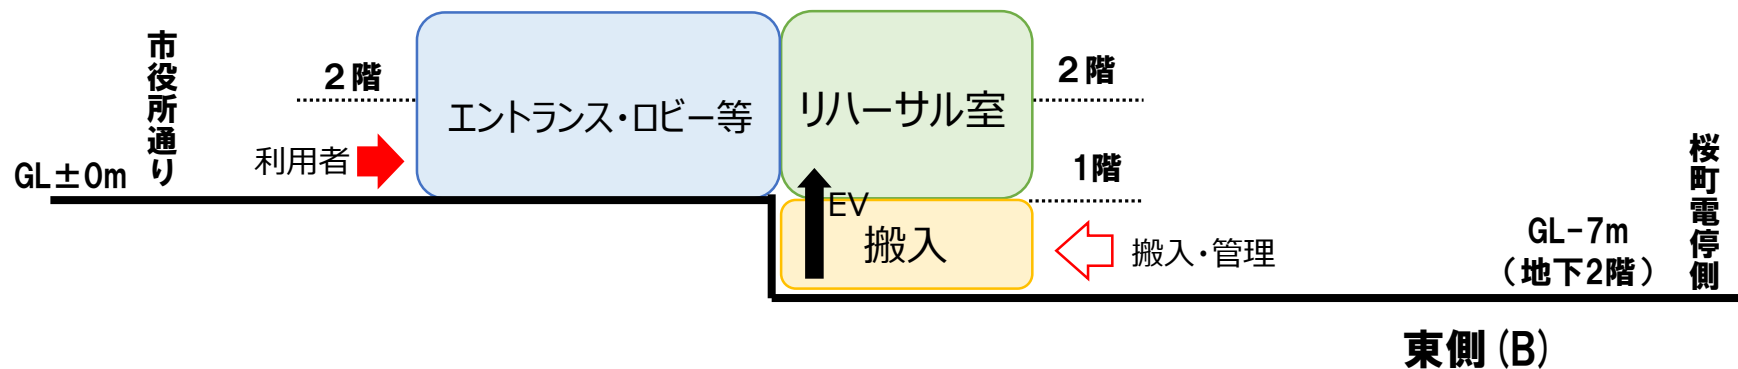 市役所通り
２階
エントランス・ロビー等
リハーサル室
２階
利用者
GL±0m
1階
EV
搬入
搬入・管理
GL-7m
（地下2階）
桜町電停側
東側(B)